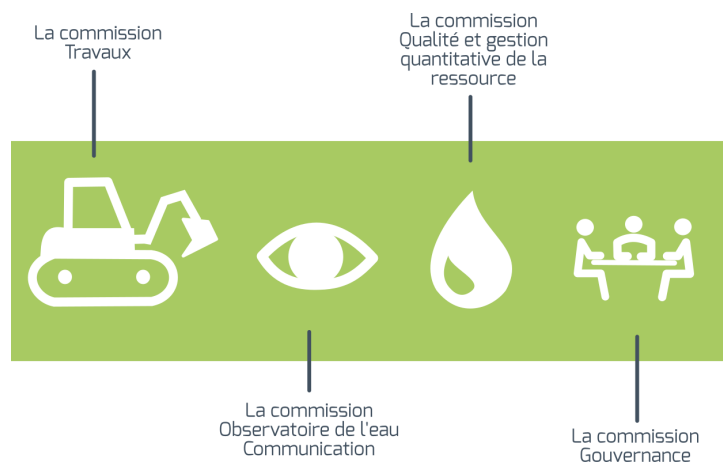 La commission
Travaux
La commission
Qualité et gestion
quantitative de la
ressource
La commission
Observatoire de l'eau
Communication
La commission
Gouvernance